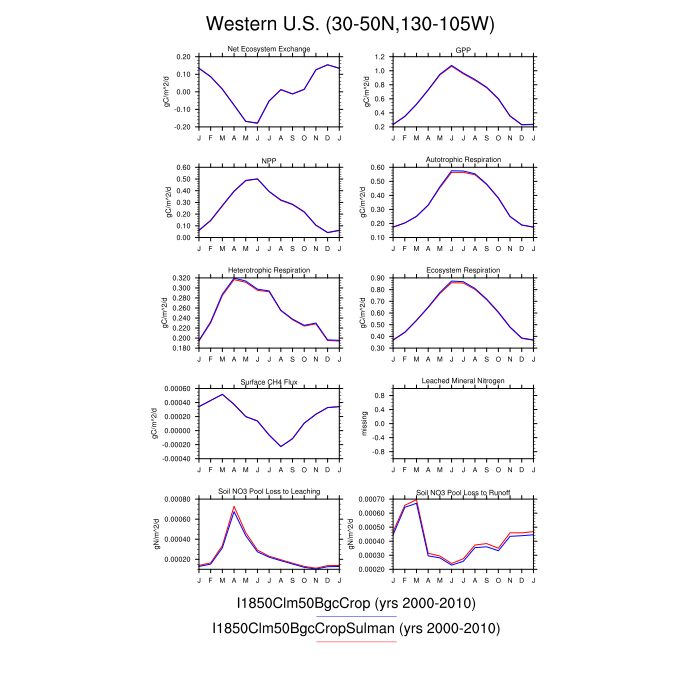 Western U.S. (30-50N,130-105W)
Net Ecosystem Exchange
GPP
gC/m^2/d
0.20
0.10
0.00
-0.10
-0.20
J F M A M J J A S O N D J
gC/m^2/d
1.2
1.0
0.8
0.6
0.4
0.2
J F M A M J J A S O N D J
NPP
Autotrophic Respiration
gC/m^2/d
0.60
0.50
0.40
0.30
0.20
0.10
0.00
J F M A M J J A S O N D J
gC/m^2/d
0.60
0.50
0.40
0.30
0.20
0.10
J F M A M J J A S O N D J
Heterotrophic Respiration
Ecosystem Respiration
gC/m^2/d
0.320
0.300
0.280
0.260
0.240
0.220
0.200
0.180
J F M A M J J A S O N D J
gC/m^2/d
0.90
0.80
0.70
0.60
0.50
0.40
0.30
J F M A M J J A S O N D J
Surface CH4 Flux
Leached Mineral Nitrogen
gC/m^2/d
0.00060
0.00040
0.00020
0.00000
-0.00020
-0.00040
J F M A M J J A S O N D J
missing
0.8
0.4
-0.0
-0.4
-0.8
J F M A M J J A S O N D J
Soil NO3 Pool Loss to Leaching
Soil NO3 Pool Loss to Runoff
gN/m^2/d
0.00080
0.00060
0.00040
0.00020
J F M A M J J A S O N D J
gN/m^2/d
0.00070
0.00060
0.00050
0.00040
0.00030
0.00020
J F M A M J J A S O N D J
I1850Clm50BgcCrop (yrs 2000-2010)
I1850Clm50BgcCropSulman (yrs 2000-2010)